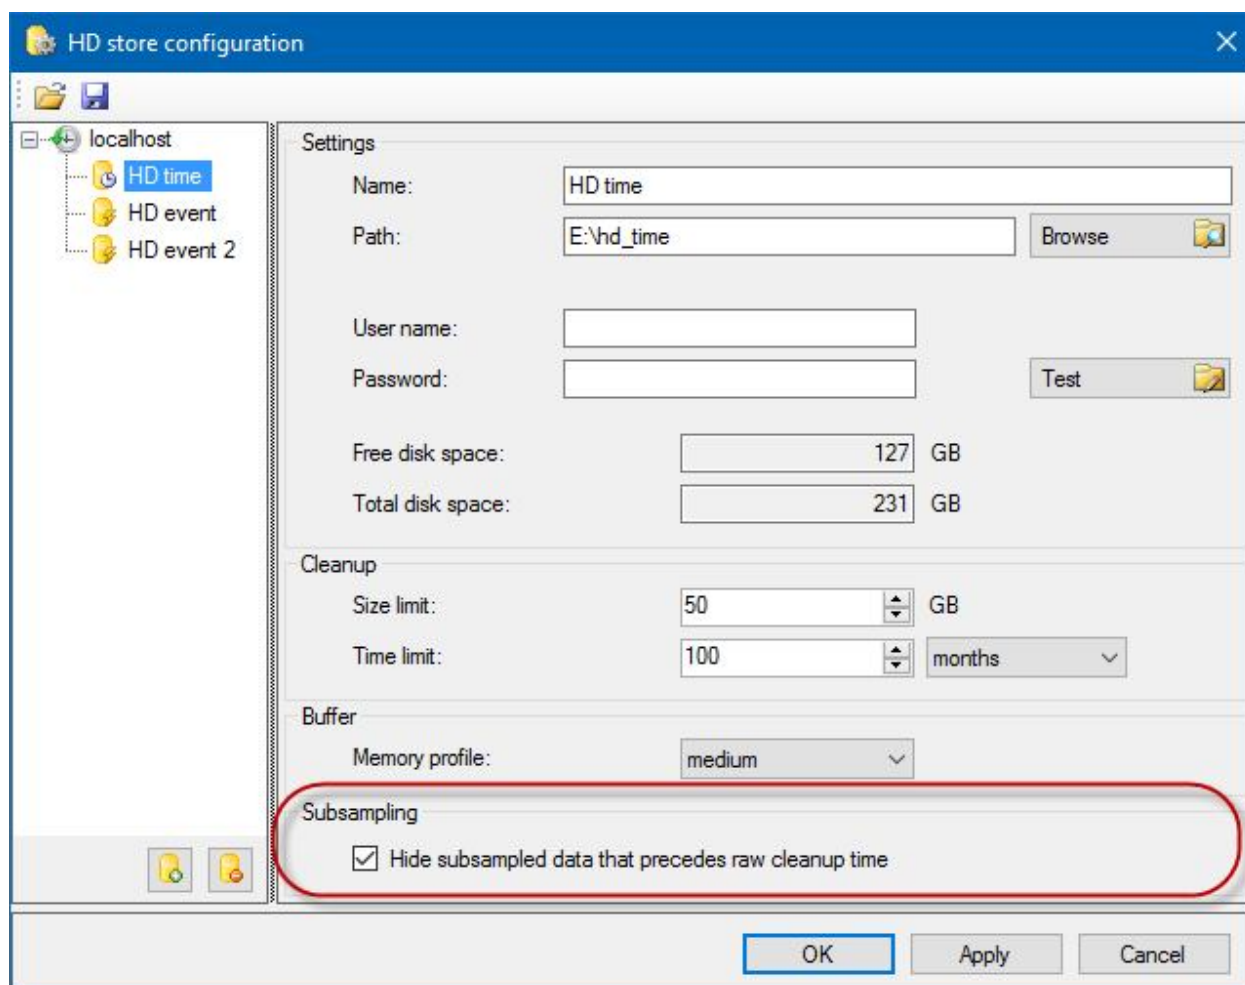 HD store configuration
localhost
HD time
HD event
HD event 2
Settings
Name: HD time
Path: E:\hd_time Browse
User name:
Password: Test
Free disk space: 127 GB
Total disk space: 231 GB
Cleanup
Size limit: 50 GB
Time limit: 100 months
Buffer
Memory profile: medium
Subsampling
Hide subsampled data that precedes raw cleanup time
OK Apply Cancel